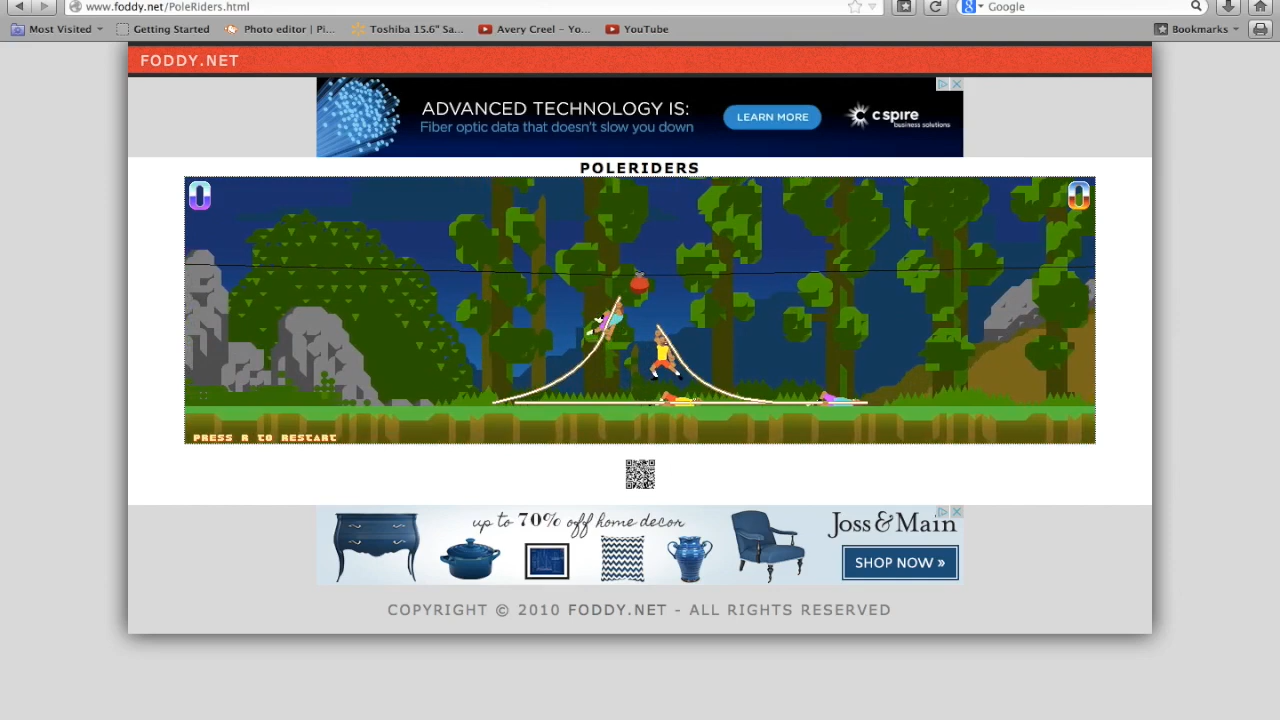 www.foddy.net/PoleRiders.html
Google
Most Visited
Getting Started
Photo editor | Pi...
Toshiba 15.6" Sa...
Avery Creel - Yo...
YouTube
Bookmarks
FODDY.NET
ADVANCED TECHNOLOGY IS:
Fiber optic data that doesn't slow you down
LEARN MORE
c spire
business solutions
POLERIDERS
0
0
PRESS R TO RESTART
up to 70% off home decor
Joss & Main
SHOP NOW »
COPYRIGHT © 2010 FODDY.NET - ALL RIGHTS RESERVED